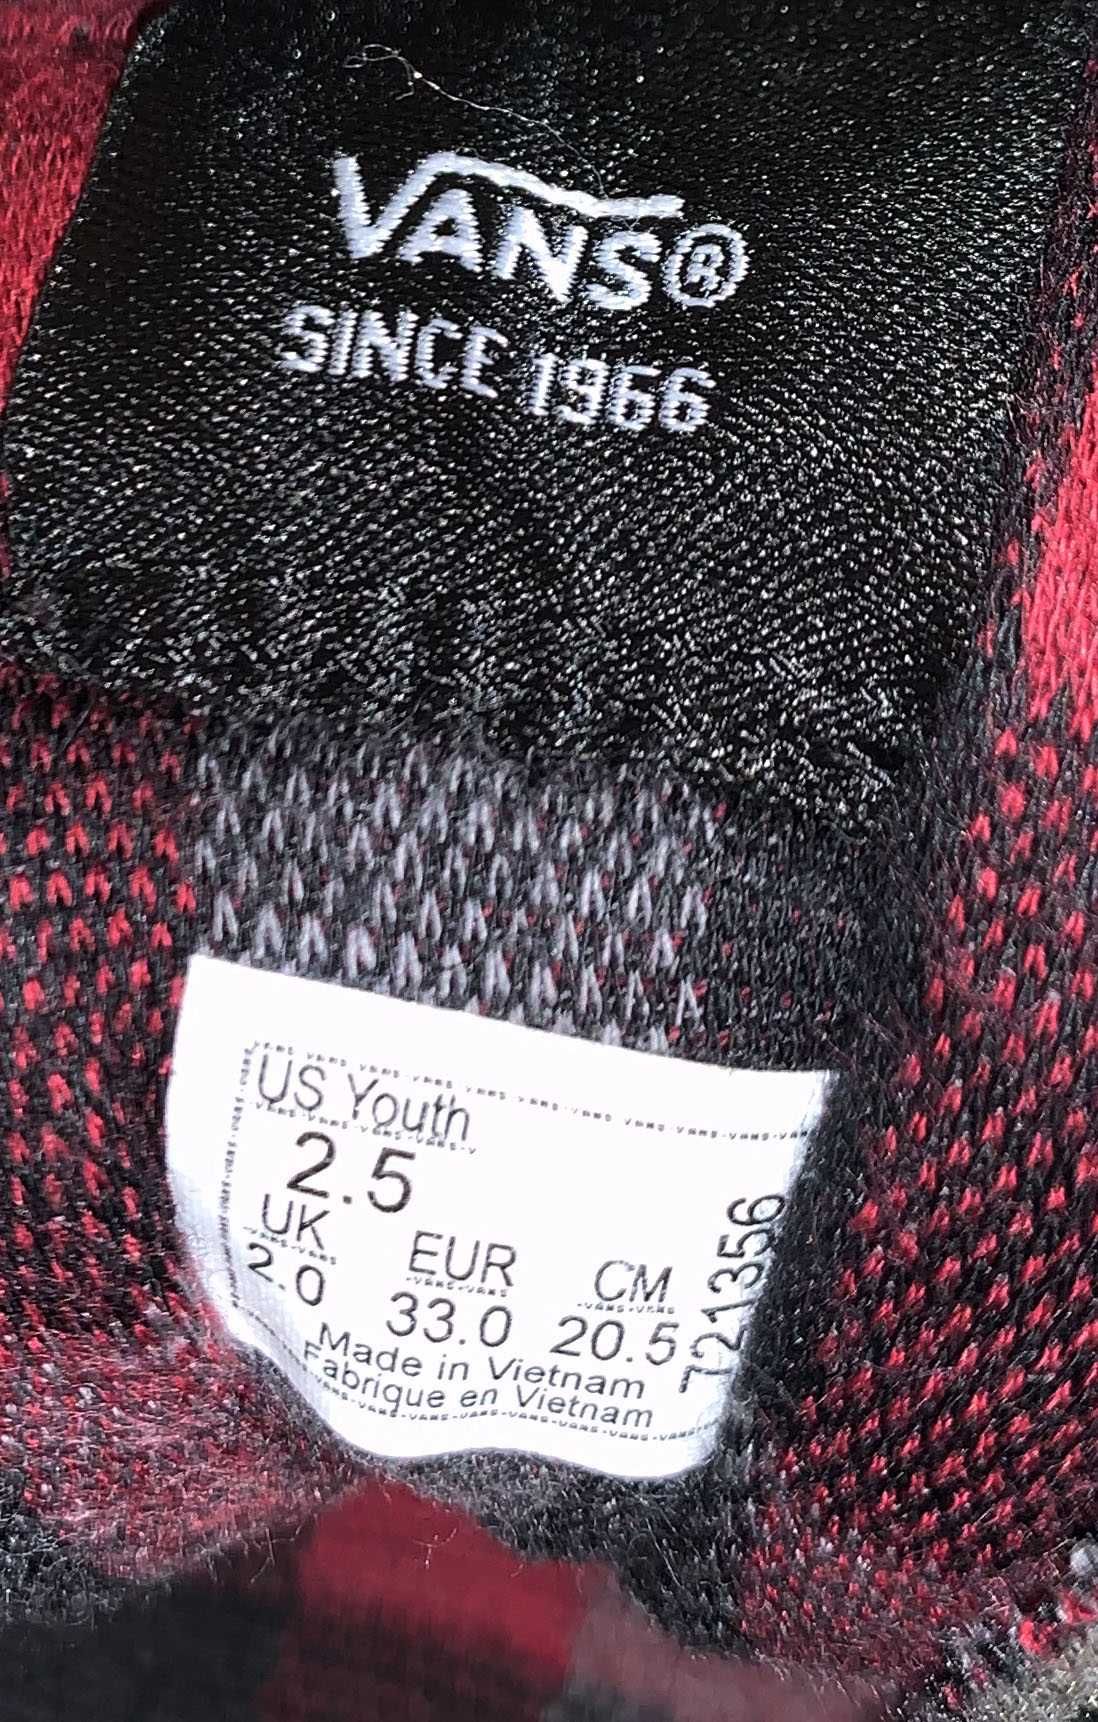 VANS®
SINCE 1966
US Youth
2.5
UK EUR CM
2.0 33.0 20.5
Made in Vietnam
Fabrique en Vietnam
721356